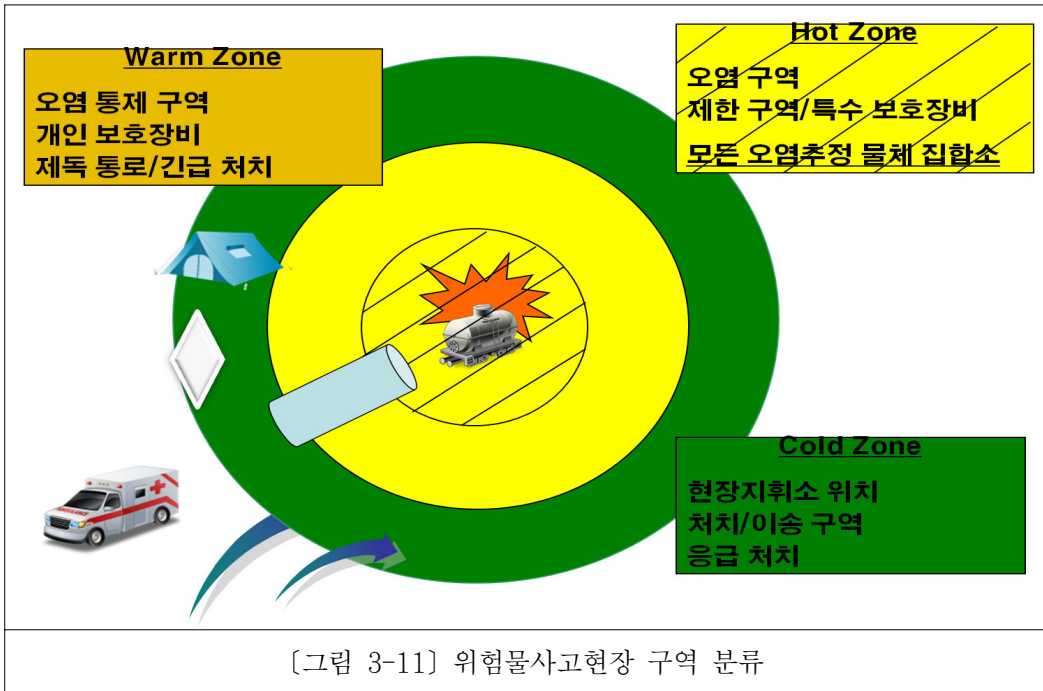 Warm Zone
오염 통제 구역
개인 보호장비
제독 통로/긴급 처치
Hot Zone
오염 구역
제한 구역/특수 보호장비
모든 오염추정 물체 집합소
AMBULANCE
Cold Zone
현장지휘소 위치
처치/이송 구역
응급 처치
〔그림 3-11〕 위험물사고현장 구역 분류